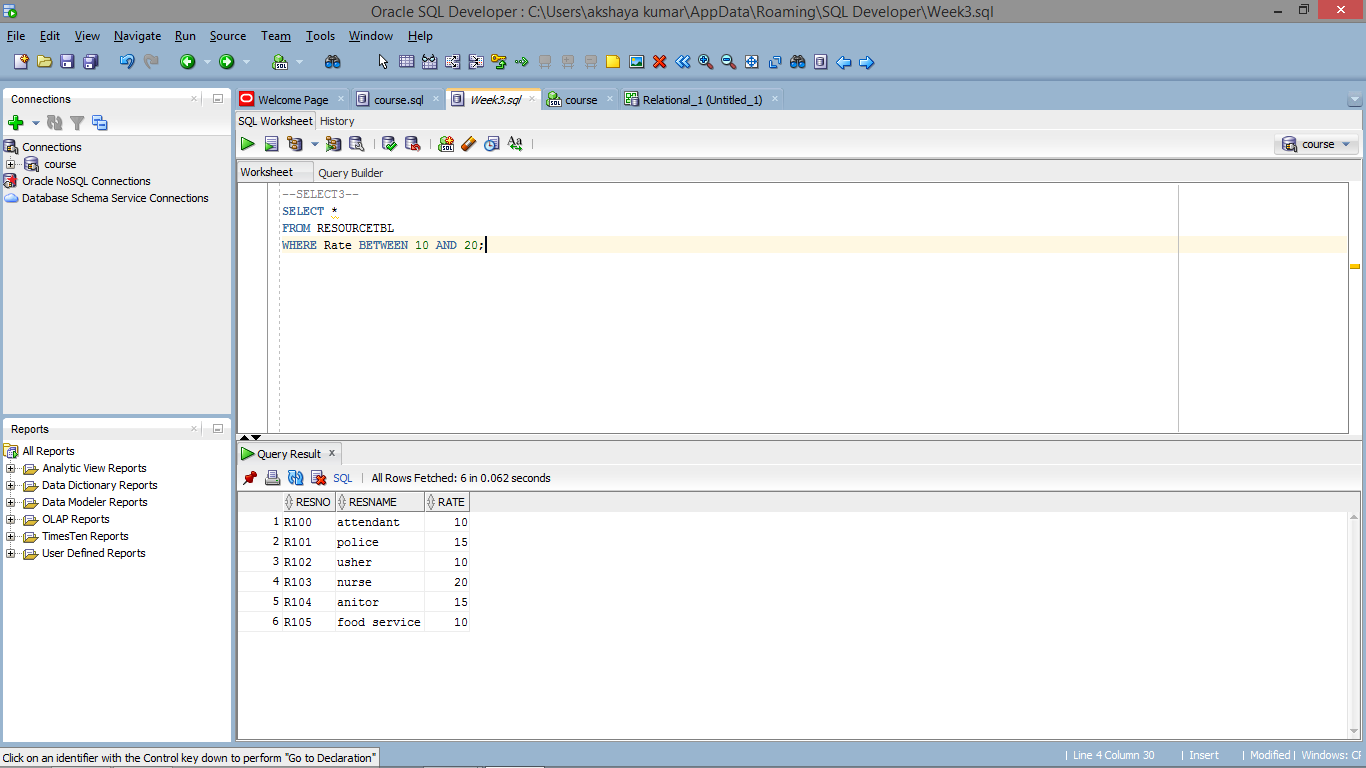 Oracle SQL Developer : C:\Users\akshaya kumar\AppData\Roaming\SQL Developer\Week3.sql
File Edit View Navigate Run Source Team Tools Window Help
Connections
Connections
course
Oracle NoSQL Connections
Database Schema Service Connections
Reports
All Reports
Analytic View Reports
Data Dictionary Reports
Data Modeler Reports
OLAP Reports
TimesTen Reports
User Defined Reports
Welcome Page course.sql Week3.sql course Relational_1 (Untitled_1)
SQL Worksheet History
course
Worksheet Query Builder
--SELECT3--
SELECT *
FROM RESOURCETBL
WHERE Rate BETWEEN 10 AND 20;
Query Result x
SQL | All Rows Fetched: 6 in 0.062 seconds
RESNO RESNAME RATE
1 R100 attendant 10
2 R101 police 15
3 R102 usher 10
4 R103 nurse 20
5 R104 anitor 15
6 R105 food service 10
Click on an identifier with the Control key down to perform "Go to Declaration"
| Line 4 Column 30 | Insert | Modified | Windows: CF